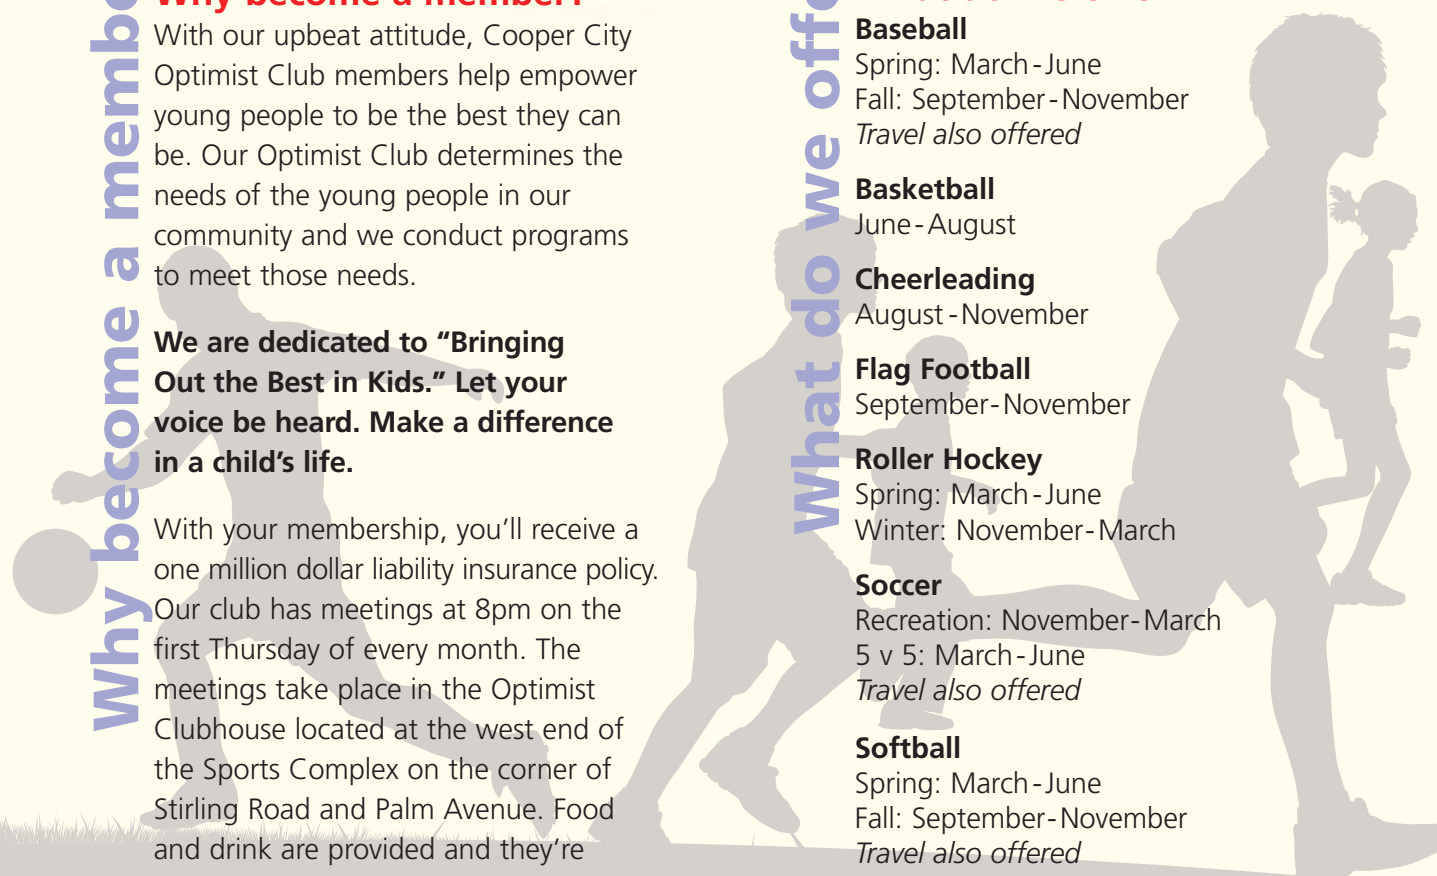 Why become a member?
With our upbeat attitude, Cooper City
Optimist Club members help empower
young people to be the best they can
be. Our Optimist Club determines the
needs of the young people in our
community and we conduct programs
to meet those needs.
We are dedicated to “Bringing
Out the Best in Kids.” Let your
voice be heard. Make a difference
in a child’s life.
With your membership, you’ll receive a
one million dollar liability insurance policy.
Our club has meetings at 8pm on the
first Thursday of every month. The
meetings take place in the Optimist
Clubhouse located at the west end of
the Sports Complex on the corner of
Stirling Road and Palm Avenue. Food
and drink are provided and they’re
Why become a membe
What do we offe
Baseball
Spring: March-June
Fall: September-November
Travel also offered
Basketball
June-August
Cheerleading
August-November
Flag Football
September-November
Roller Hockey
Spring: March-June
Winter: November-March
Soccer
Recreation: November-March
5 v 5: March-June
Travel also offered
Softball
Spring: March-June
Fall: September-November
Travel also offered